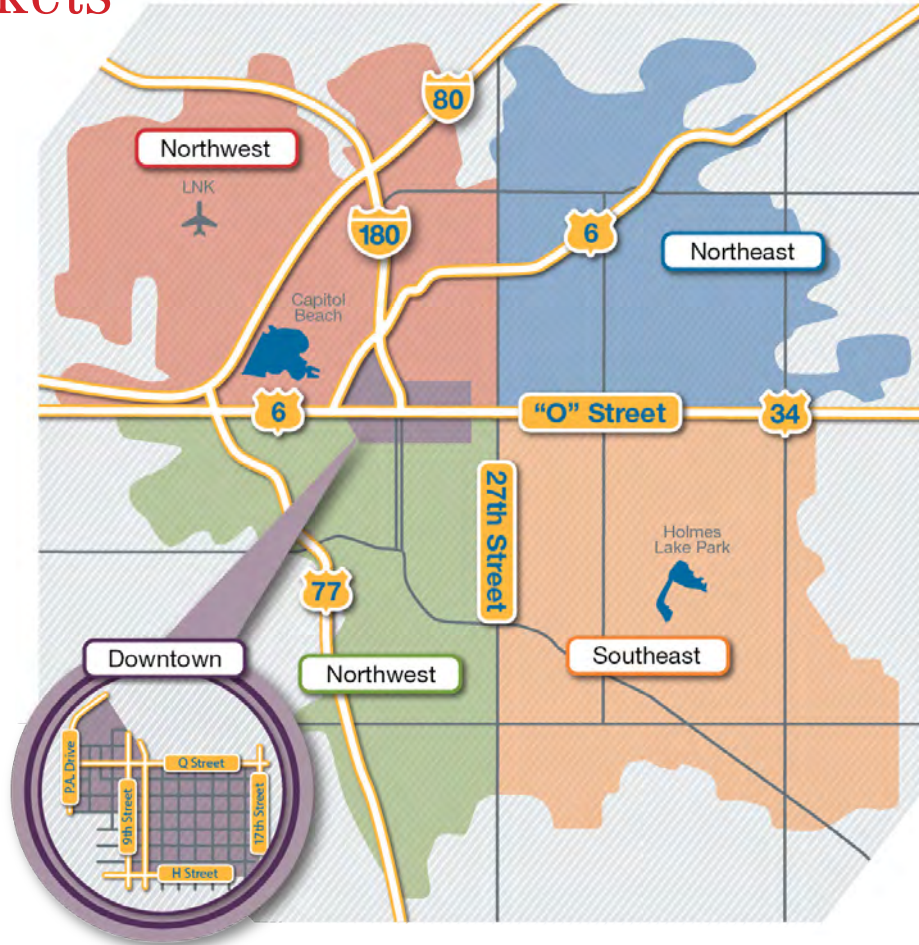 80
Northwest
LNK
180
6
Northeast
Capitol
Beach
6
"O" Street
34
27th Street
Holmes
Lake Park
77
Downtown
Northwest
Southeast
P.A. Drive
Q Street
9th Street
17th Street
H Street